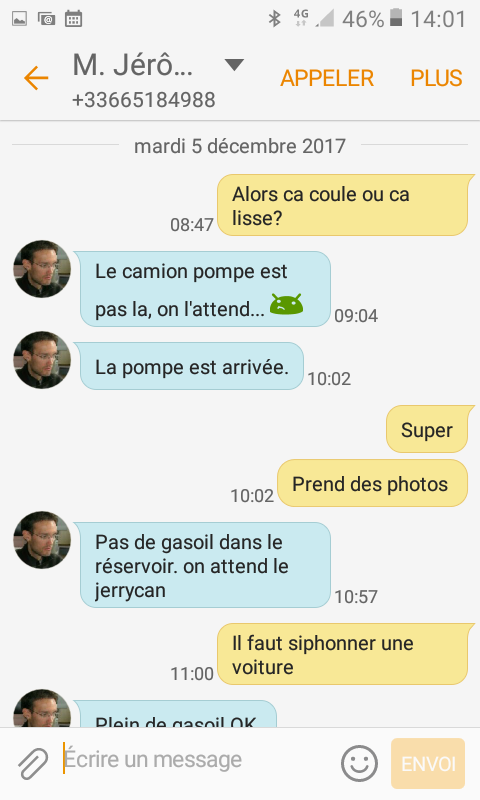 4G 46% 14:01
M. Jérô...
+33665184988
APPELER PLUS
mardi 5 décembre 2017
Alors ca coule ou ca
lisse?
08:47
Le camion pompe est
pas la, on l'attend...
09:04
La pompe est arrivée.
10:02
Super
Prend des photos
10:02
Pas de gasoil dans le
réservoir. on attend le
jerrycan
10:57
Il faut siphonner une
voiture
11:00
Plein de gasoil OK
Écrire un message
ENVOI